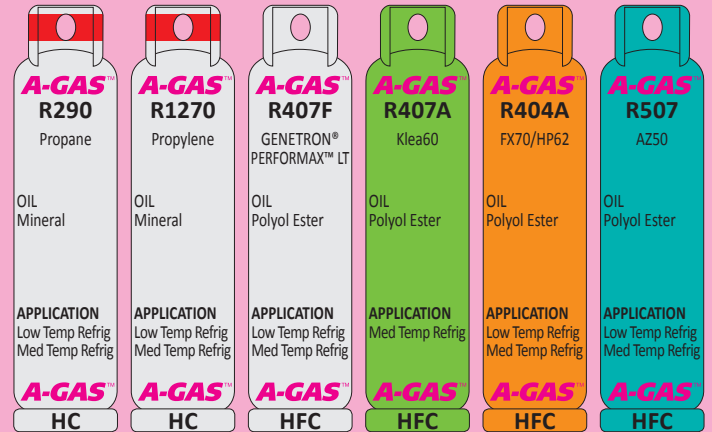 A-GAS™
R290
Propane
OIL
Mineral
APPLICATION
Low Temp Refrig
Med Temp Refrig
A-GAS™
HC
A-GAS™
R1270
Propylene
OIL
Mineral
APPLICATION
Low Temp Refrig
Med Temp Refrig
A-GAS™
HC
A-GAS™
R407F
GENETRON®
PERFORMAX™ LT
OIL
Polyol Ester
APPLICATION
Low Temp Refrig
Med Temp Refrig
A-GAS™
HFC
A-GAS™
R407A
Klea60
OIL
Polyol Ester
APPLICATION
Med Temp Refrig
A-GAS™
HFC
A-GAS™
R404A
FX70/HP62
OIL
Polyol Ester
APPLICATION
Low Temp Refrig
Med Temp Refrig
A-GAS™
HFC
A-GAS™
R507
AZ50
OIL
Polyol Ester
APPLICATION
Low Temp Refrig
Med Temp Refrig
A-GAS™
HFC